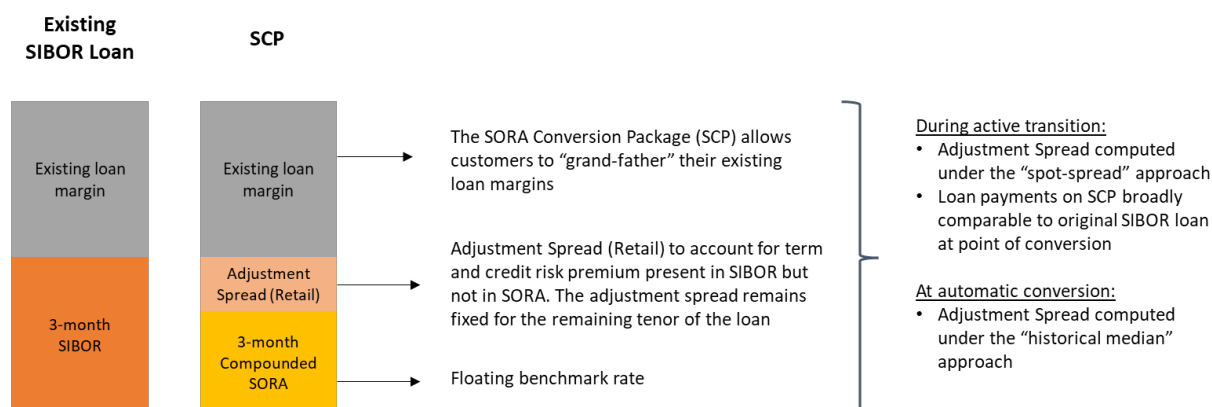 Existing
SIBOR Loan
SCP
Existing loan
margin
3-month
SIBOR
Existing loan
margin
Adjustment
Spread (Retail)
3-month
Compounded
SORA
The SORA Conversion Package (SCP) allows
customers to “grand-father” their existing
loan margins
Adjustment Spread (Retail) to account for term
and credit risk premium present in SIBOR but
not in SORA. The adjustment spread remains
fixed for the remaining tenor of the loan
Floating benchmark rate
During active transition:
• Adjustment Spread computed
under the “spot-spread” approach
• Loan payments on SCP broadly
comparable to original SIBOR loan
at point of conversion
At automatic conversion:
• Adjustment Spread computed
under the “historical median”
approach